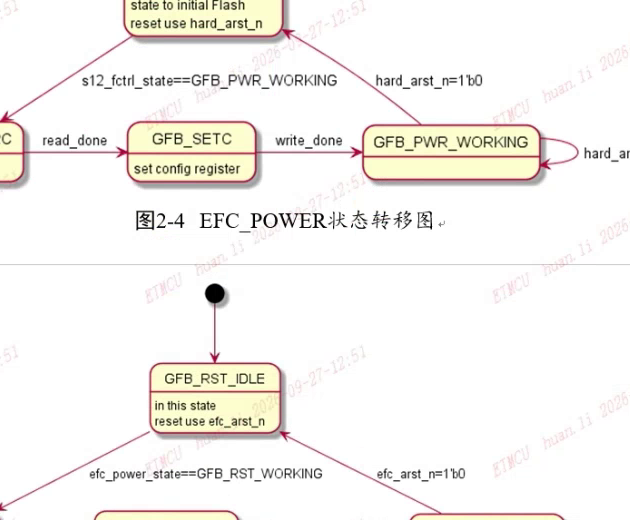 state to initial Flash
reset use hard_arst_n
s12_fctrl_state==GFB_PWR_WORKING
hard_arst_n=1'b0
C
read_done
GFB_SETC
set config register
write_done
GFB_PWR_WORKING
hard_ar
图2-4 EFC_POWER状态转移图
GFB_RST_IDLE
in this state
reset use efc_arst_n
efc_power_state==GFB_RST_WORKING
efc_arst_n=1'b0